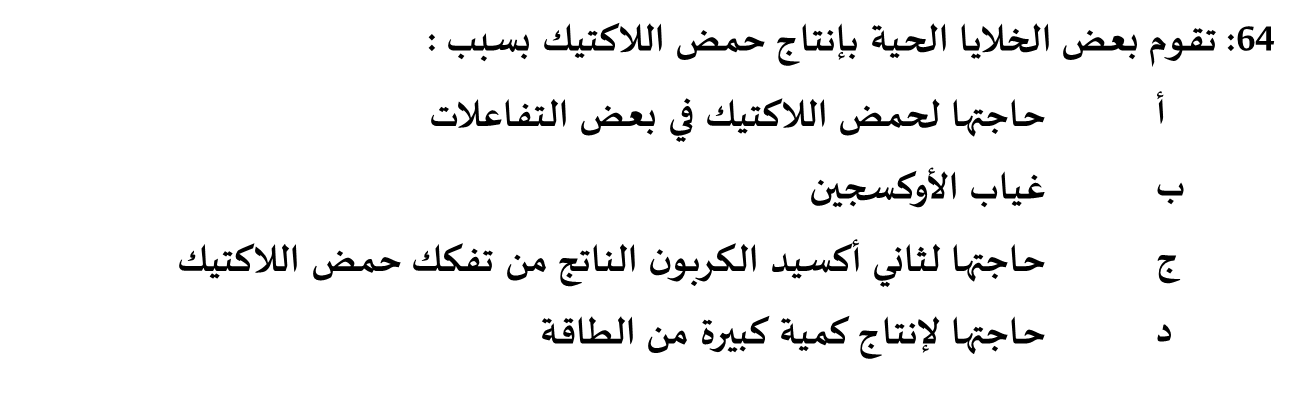 64: تقوم بعض الخلايا الحية بإنتاج حمض اللاكتيك بسبب :
أ حاجتها لحمض اللاكتيك في بعض التفاعلات
ب غياب الأوكسجين
ج حاجتها لثاني أكسيد الكربون الناتج من تفكك حمض اللاكتيك
د حاجتها لإنتاج كمية كبيرة من الطاقة